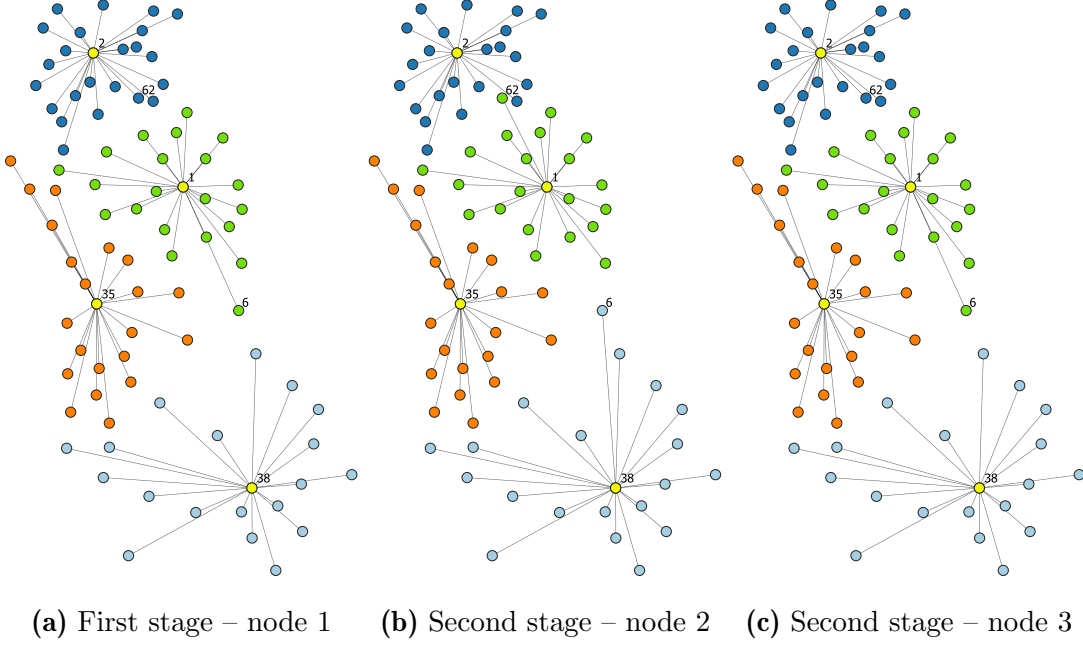 2 2 2
62 62 62
1 1 1
35 35 35
6 6 6
38 38 38
(a) First stage – node 1 (b) Second stage – node 2 (c) Second stage – node 3